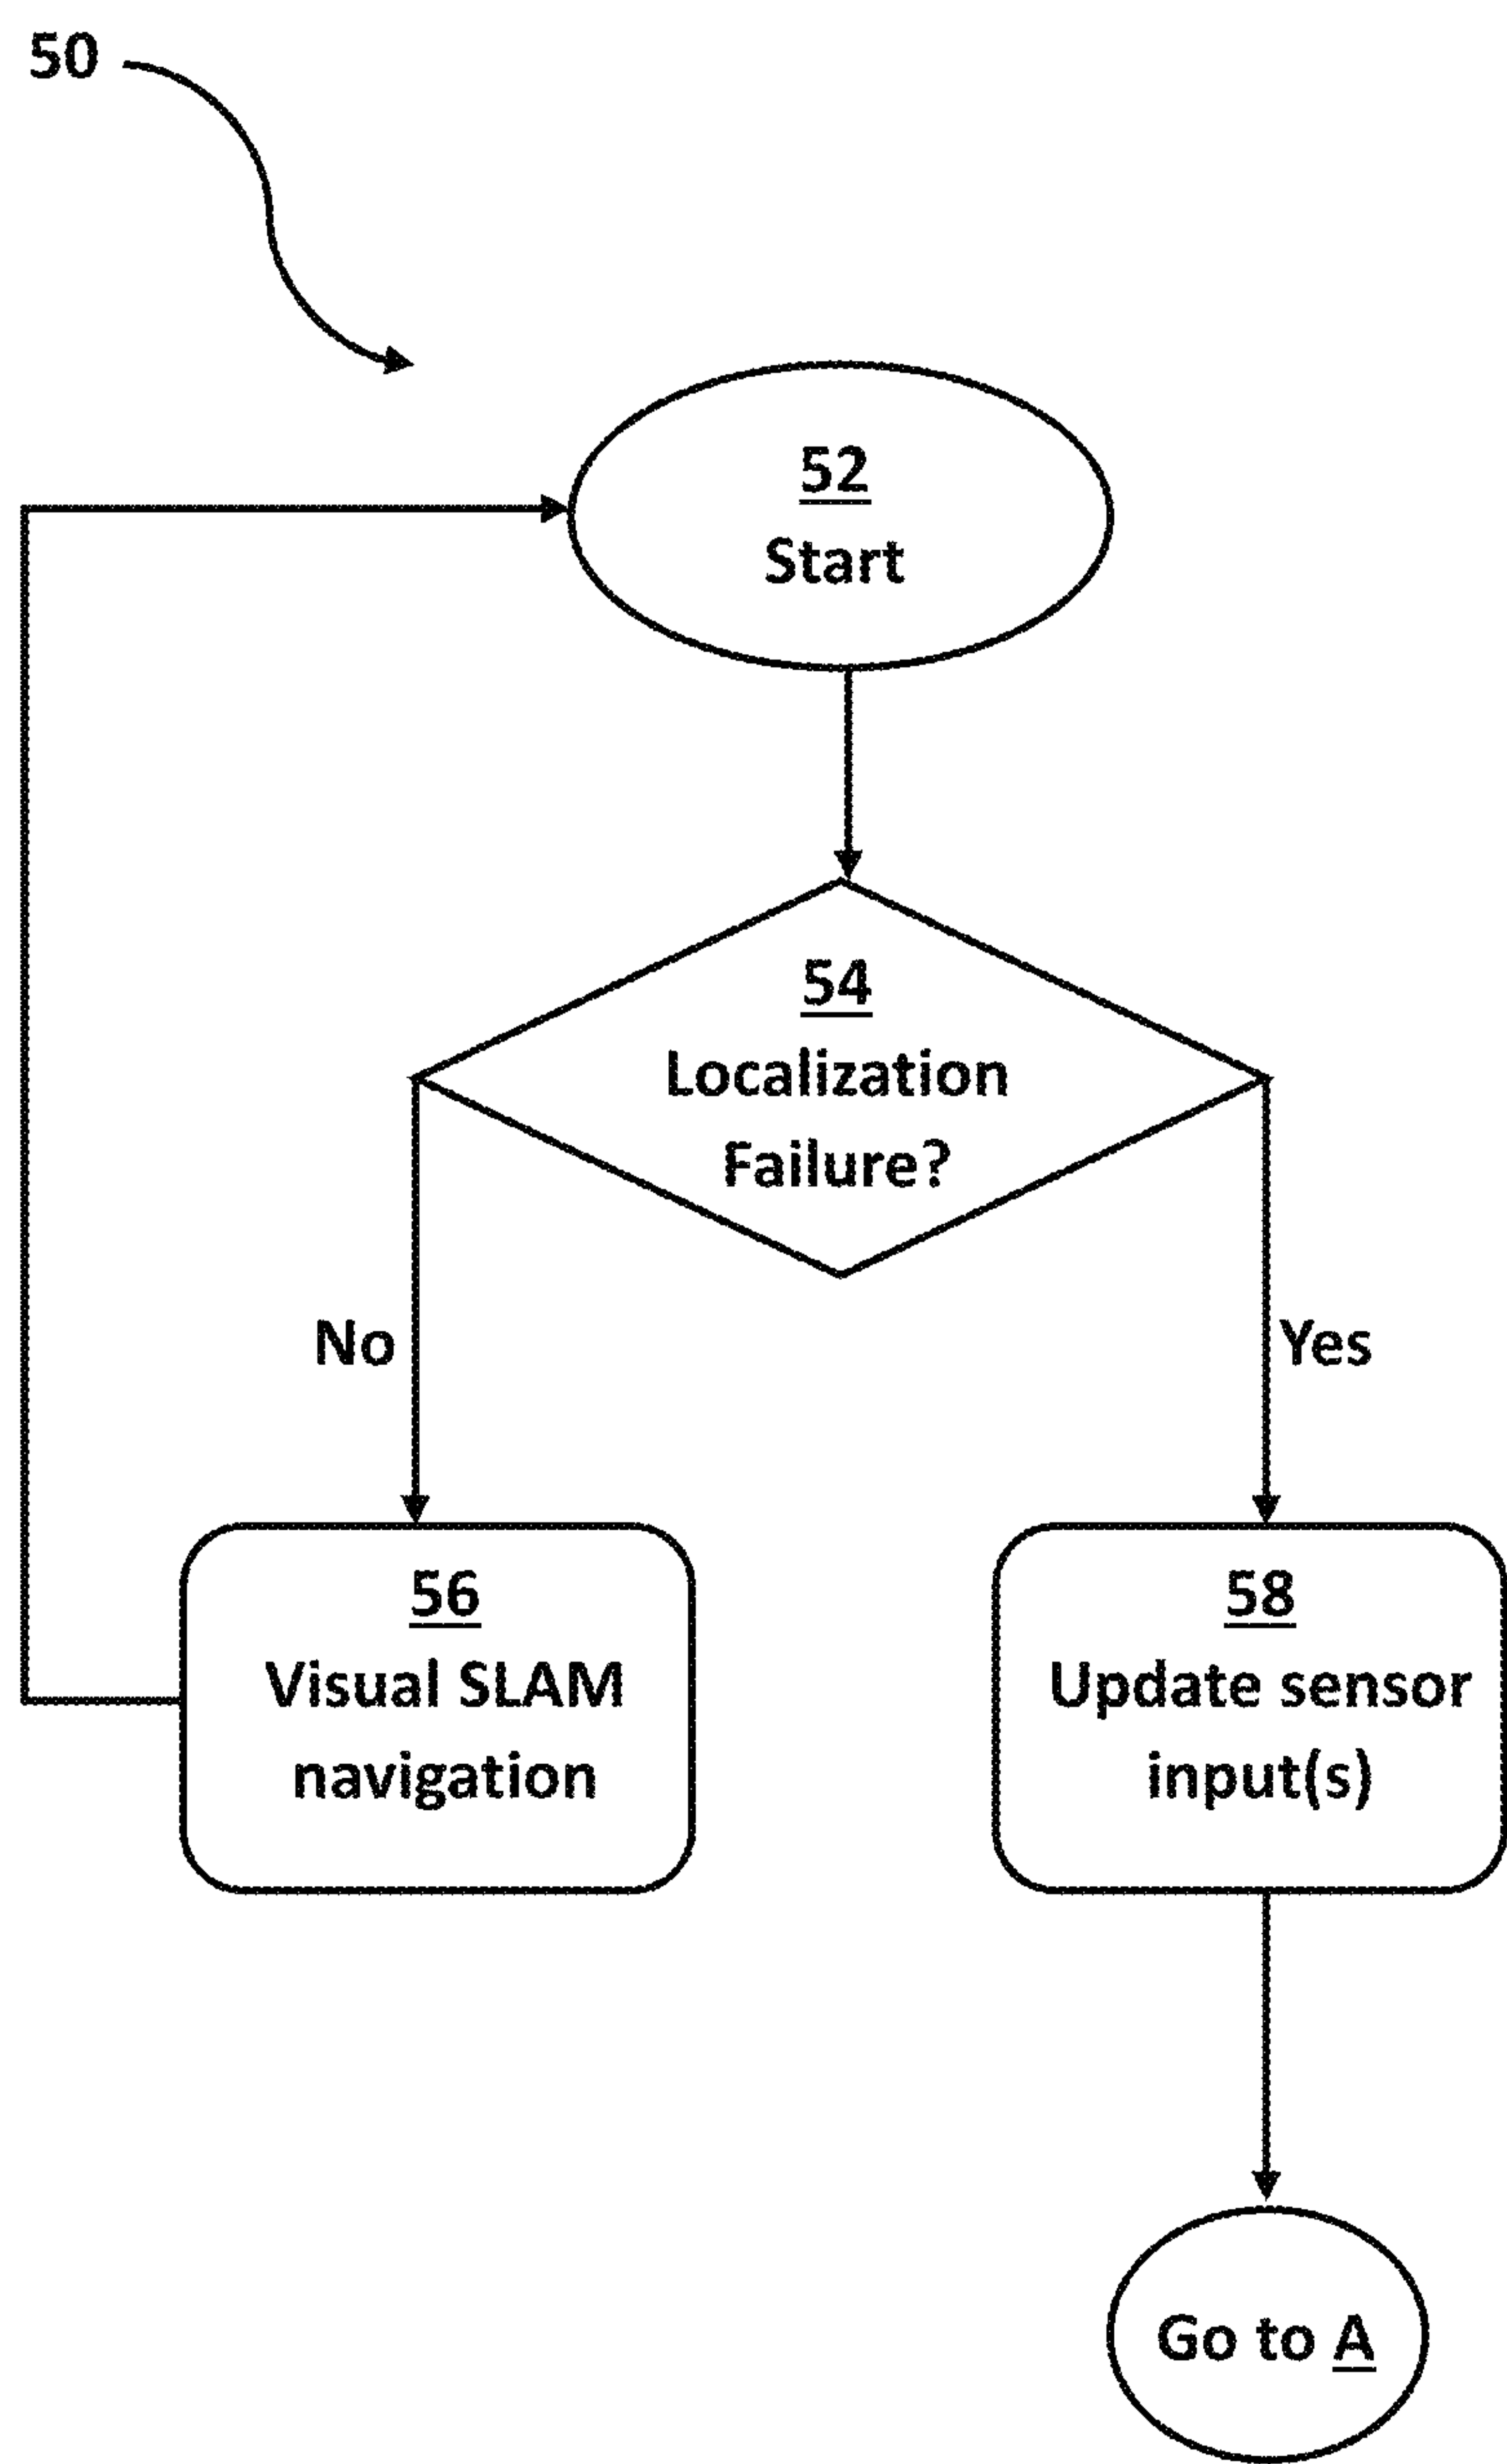 50
52
Start
54
Localization
Failure?
No
Yes
56
Visual SLAM
navigation
58
Update sensor
input(s)
Go to A